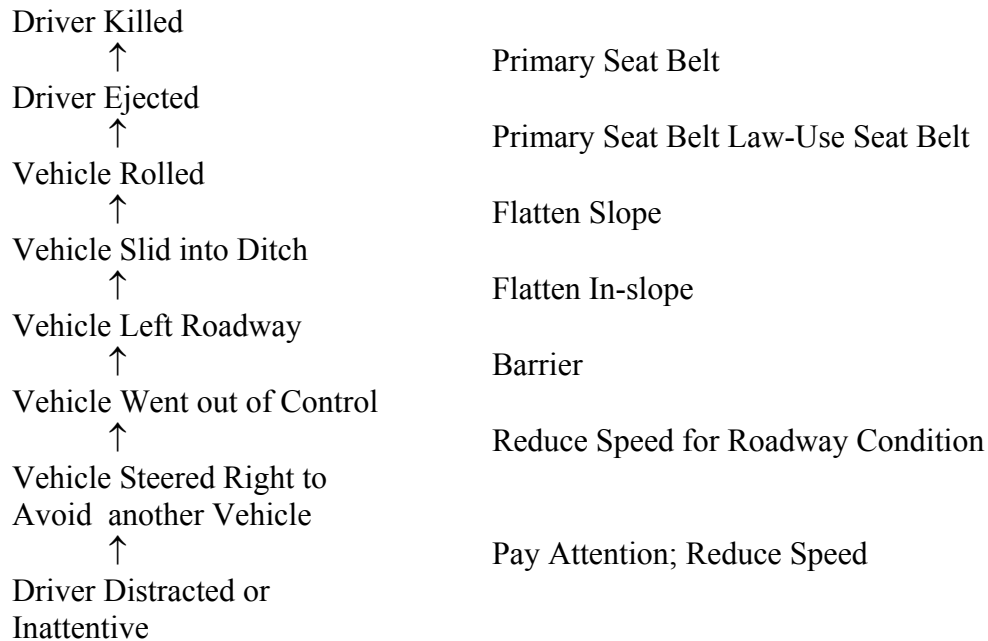 Driver Killed
↑
Primary Seat Belt
Driver Ejected
↑
Primary Seat Belt Law-Use Seat Belt
Vehicle Rolled
↑
Flatten Slope
Vehicle Slid into Ditch
↑
Flatten In-slope
Vehicle Left Roadway
↑
Barrier
Vehicle Went out of Control
↑
Reduce Speed for Roadway Condition
Vehicle Steered Right to
Avoid another Vehicle
↑
Pay Attention; Reduce Speed
Driver Distracted or
Inattentive